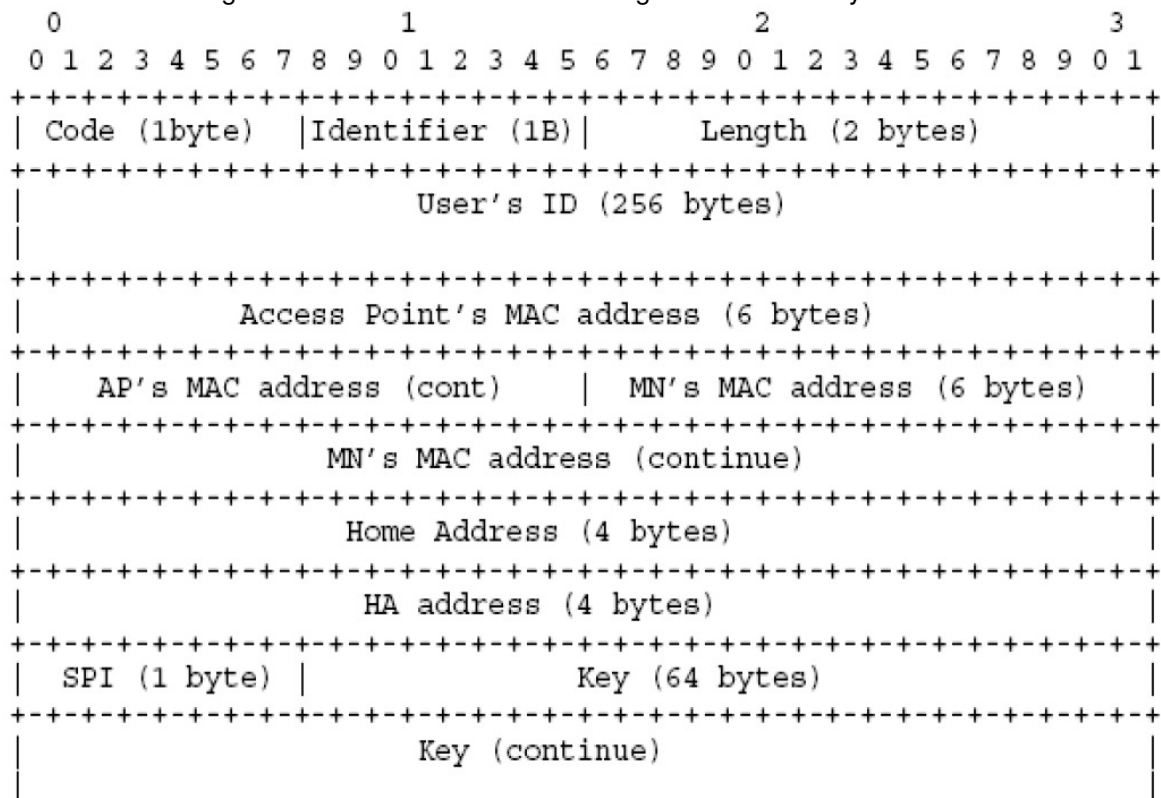 0 1 2 3
0 1 2 3 4 5 6 7 8 9 0 1 2 3 4 5 6 7 8 9 0 1 2 3 4 5 6 7 8 9 0 1
+-+-+-+-+-+-+-+-+-+-+-+-+-+-+-+-+-+-+-+-+-+-+-+-+-+-+-+-+-+-+-+-+
| Code (1byte) |Identifier (1B)| Length (2 bytes) |
+-+-+-+-+-+-+-+-+-+-+-+-+-+-+-+-+-+-+-+-+-+-+-+-+-+-+-+-+-+-+-+-+
| User's ID (256 bytes) |
| |
+-+-+-+-+-+-+-+-+-+-+-+-+-+-+-+-+-+-+-+-+-+-+-+-+-+-+-+-+-+-+-+-+
| Access Point's MAC address (6 bytes) |
+-+-+-+-+-+-+-+-+-+-+-+-+-+-+-+-+-+-+-+-+-+-+-+-+-+-+-+-+-+-+-+-+
| AP's MAC address (cont) | MN's MAC address (6 bytes) |
+-+-+-+-+-+-+-+-+-+-+-+-+-+-+-+-+-+-+-+-+-+-+-+-+-+-+-+-+-+-+-+-+
| MN's MAC address (continue) |
+-+-+-+-+-+-+-+-+-+-+-+-+-+-+-+-+-+-+-+-+-+-+-+-+-+-+-+-+-+-+-+-+
| Home Address (4 bytes) |
+-+-+-+-+-+-+-+-+-+-+-+-+-+-+-+-+-+-+-+-+-+-+-+-+-+-+-+-+-+-+-+-+
| HA address (4 bytes) |
+-+-+-+-+-+-+-+-+-+-+-+-+-+-+-+-+-+-+-+-+-+-+-+-+-+-+-+-+-+-+-+-+
| SPI (1 byte) | Key (64 bytes) |
+-+-+-+-+-+-+-+-+-+-+-+-+-+-+-+-+-+-+-+-+-+-+-+-+-+-+-+-+-+-+-+-+
| Key (continue) |
| |